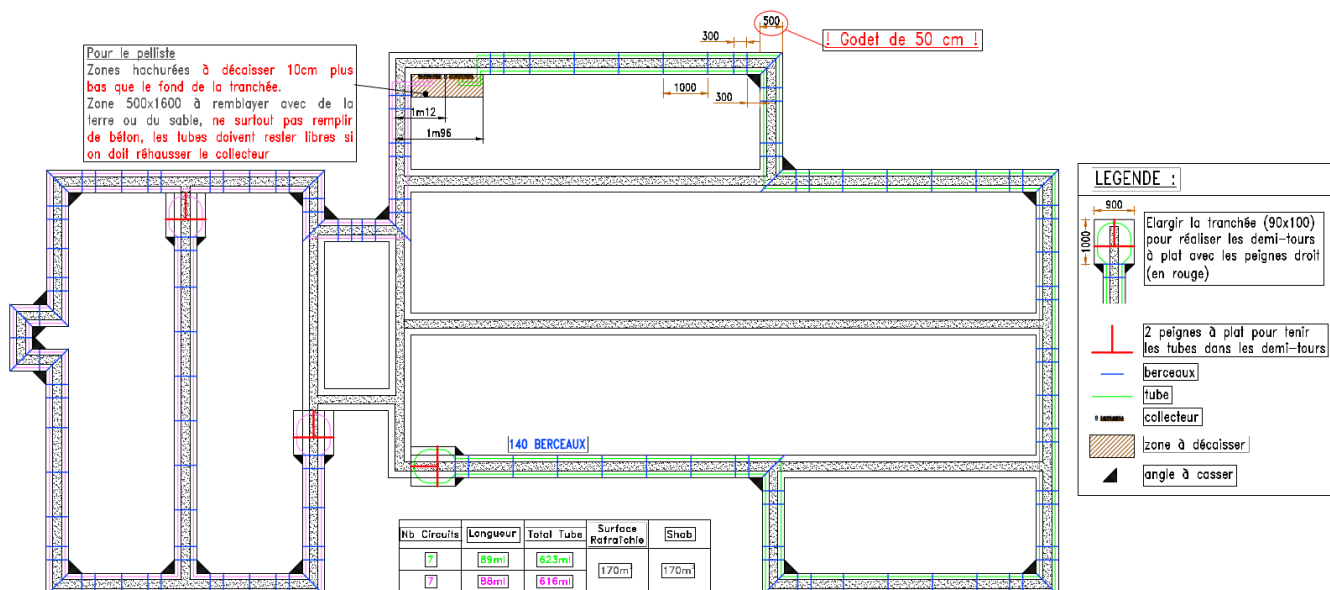 500
300
! Godet de 50 cm !
Pour le pelliste
Zones hachurées à décaisser 10cm plus
bas que le fond de la tranchée.
Zone 500x1600 à remblayer avec de la
terre ou du sable, ne surtout pas remplir
de béton, les tubes doivent rester libres si
on doit réhausser le collecteur
1000
300
1m12
1m96
LEGENDE :
900
1000
Elargir la tranchée (90x100)
pour réaliser les demi-tours
à plat avec les peignes droit
(en rouge)
2 peignes à plat pour tenir
les tubes dans les demi-tours
berceaux
tube
collecteur
zone à décaisser
angle à casser
140 BERCEAUX
Nb Circuits Longueur Total Tube Surface Rafraîchie Shab
7 89ml 623ml 170m² 170m²
7 88ml 616ml